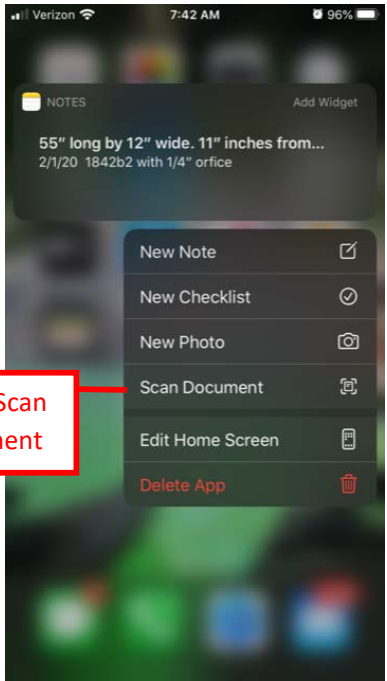 Verizon 7:42 AM 96%
NOTES Add Widget
55" long by 12" wide. 11" inches from...
2/1/20 1842b2 with 1/4" orfice
New Note
New Checklist
New Photo
Scan Document
Scan
Edit Home Screen
ment
Delete App